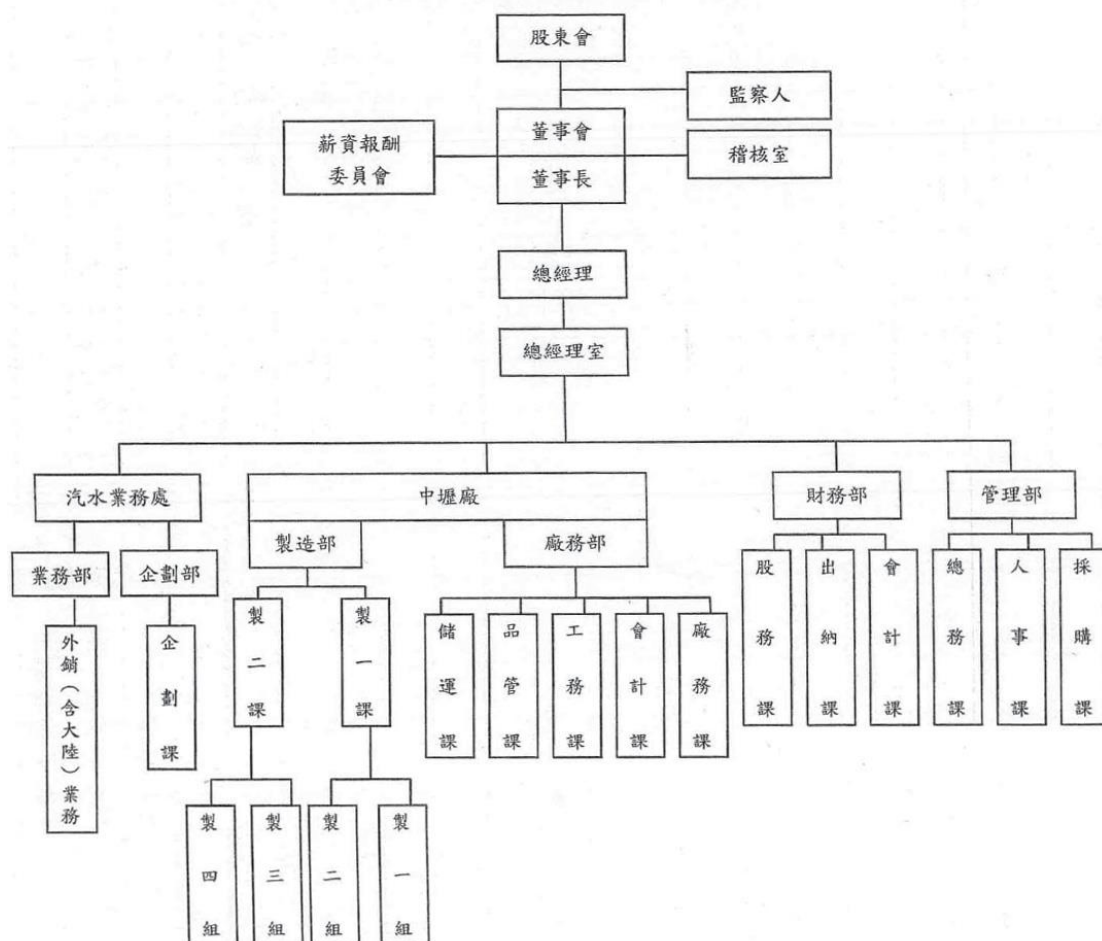 股東會
監察人
薪資報酬
委員會
董事會
董事長
稽核室
總經理
總經理室
汽水業務處
中壢廠
財務部
管理部
業務部
企劃部
製造部
廠務部
外銷（含大陸）業務
企劃課
製二課
製一課
儲運課
品管課
工務課
會計課
廠務課
股務課
出納課
會計課
總務課
人事課
採購課
製四組
製三組
製二組
製一組